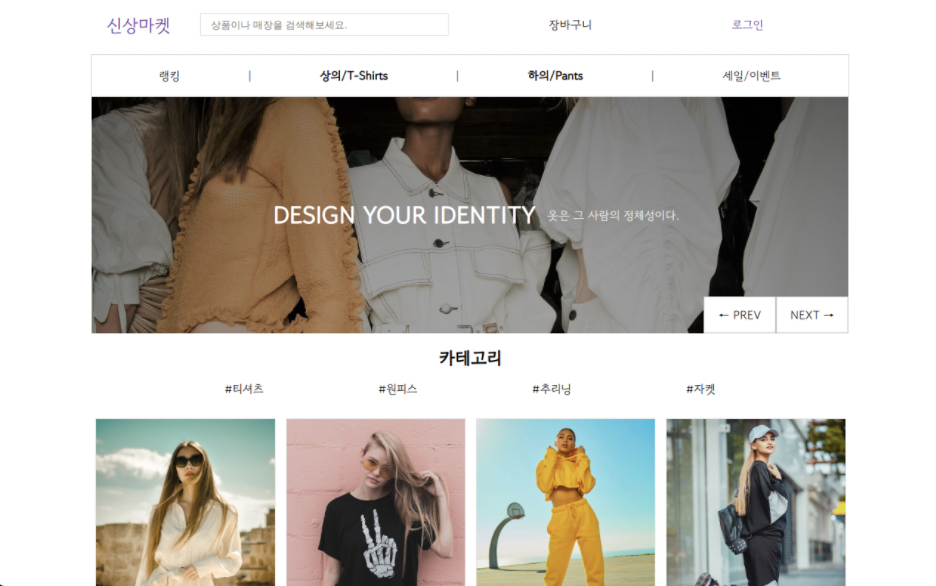 신상마켓 상품이나 매장을 검색해보세요. 장바구니 로그인
랭킹 | 상의/T-Shirts | 하의/Pants | 세일/이벤트
DESIGN YOUR IDENTITY 옷은 그 사람의 정체성이다.
← PREV NEXT →
카테고리
#티셔츠 #원피스 #추리닝 #자켓